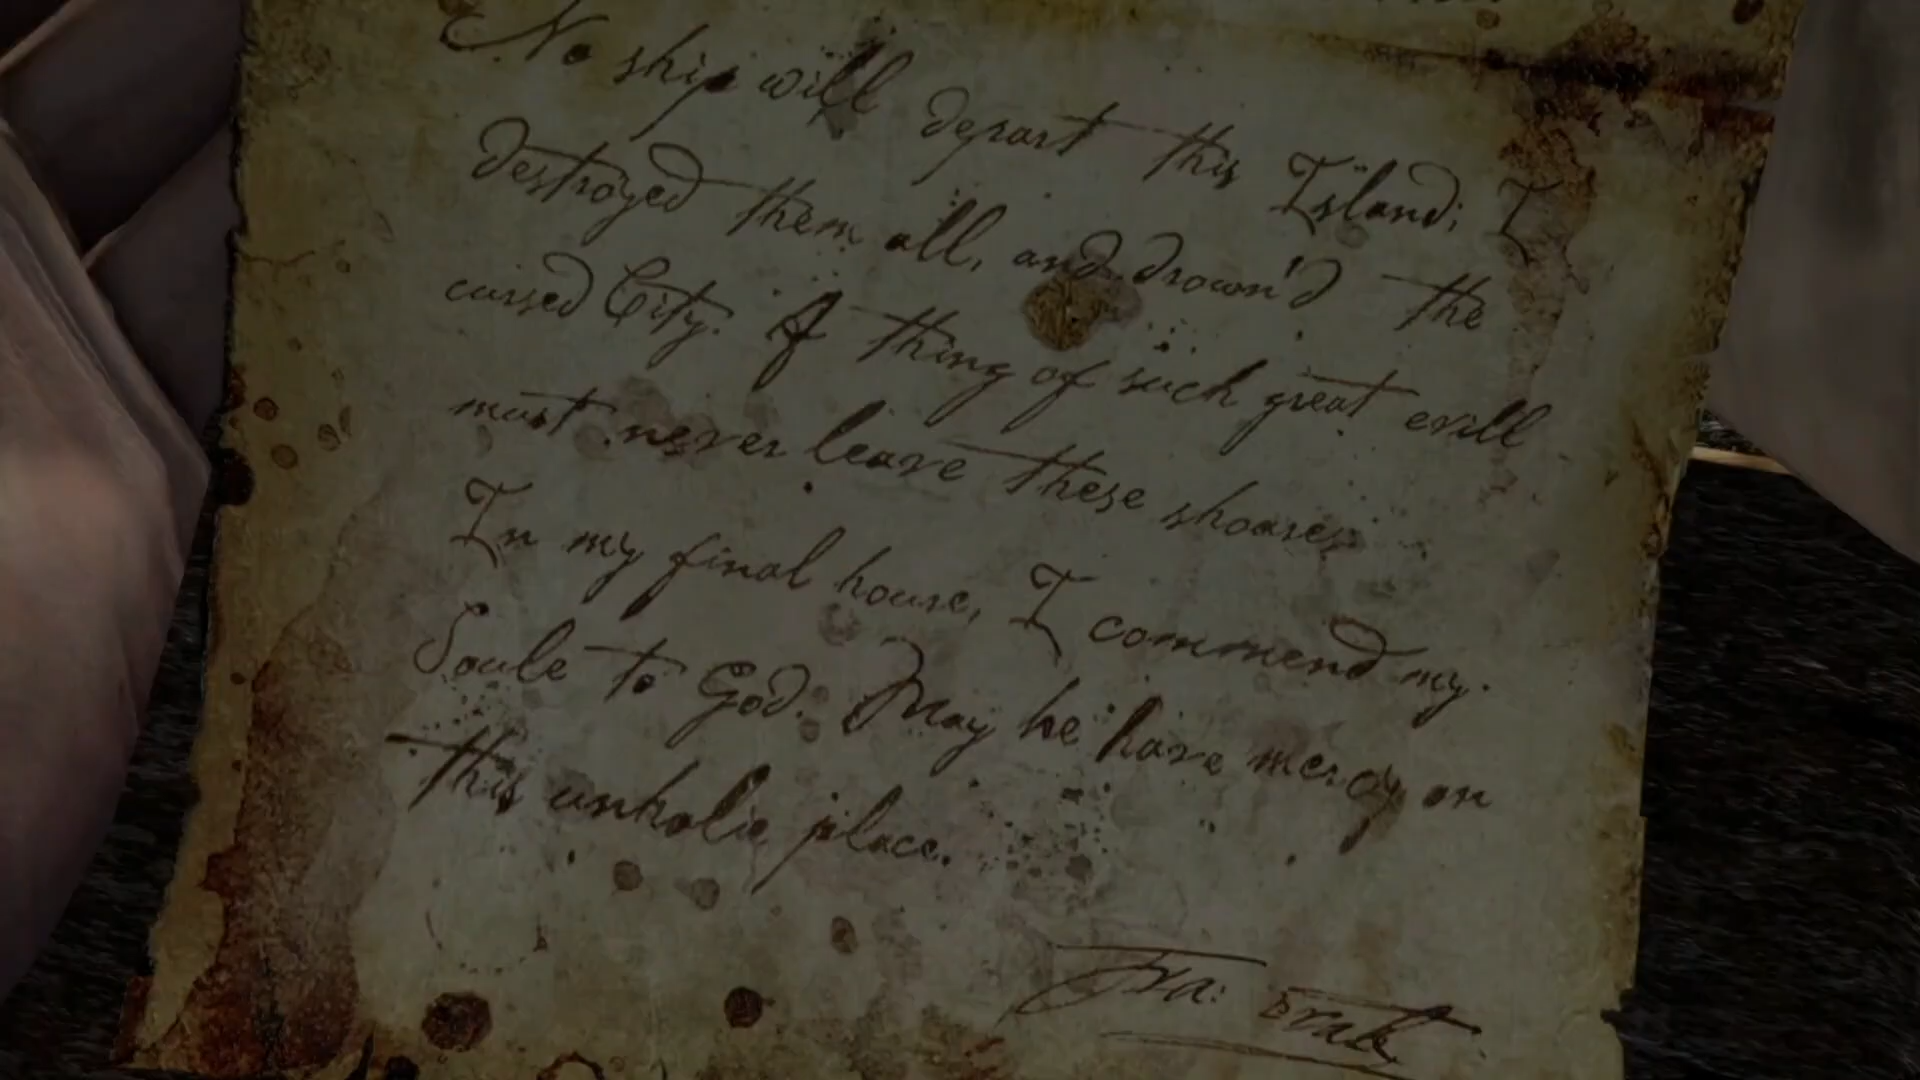 No ship will depart this Island; I
destroyed them all, and drown'd the
cursed City. A thing of such great evill
must never leave these shoares
In my final houre, I commend my
Soule to God. May he have mercy on
this unholie place.
Fra: Drake